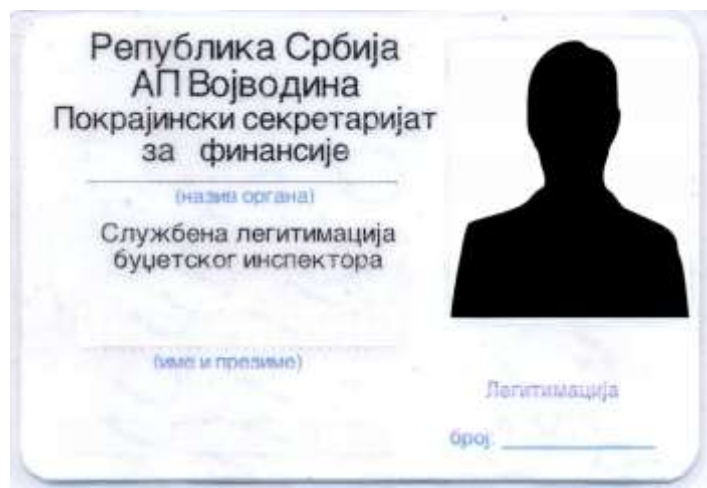 Република Србија
АП Војводина
Покрајински секретаријат
за финансије
(назив органа)
Службена легитимација
буџетског инспектора
(име и презиме)
Легитимација
број: